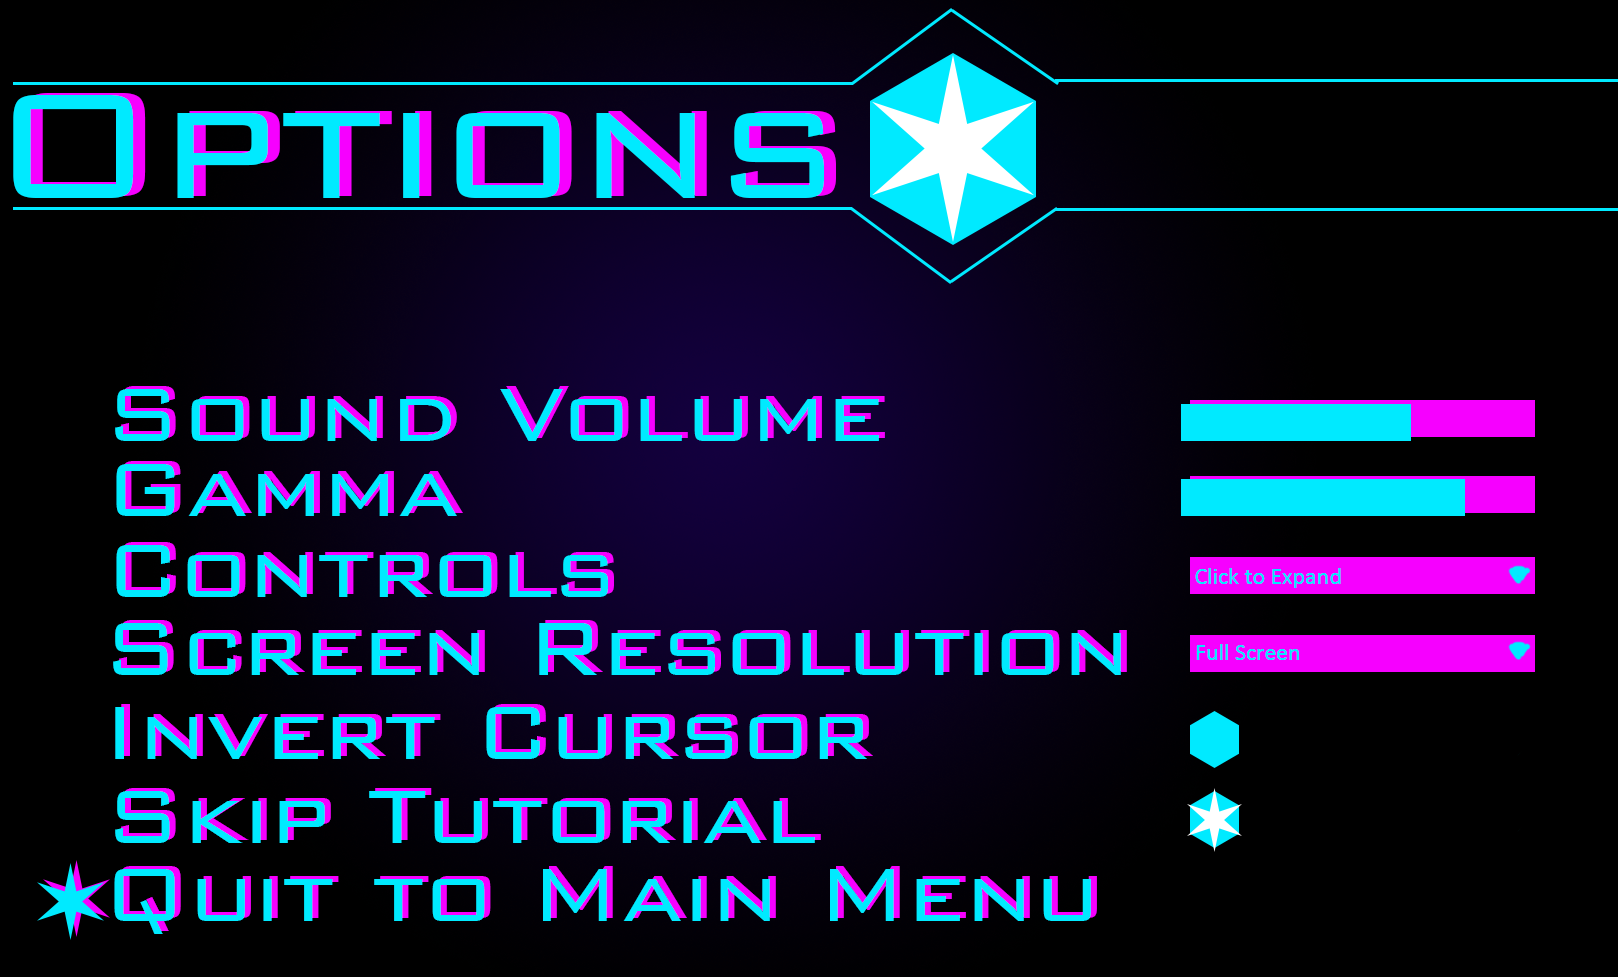 Options
Sound Volume
Gamma
Controls Click to Expand
Screen Resolution Full Screen
Invert Cursor
Skip Tutorial
Quit to Main Menu